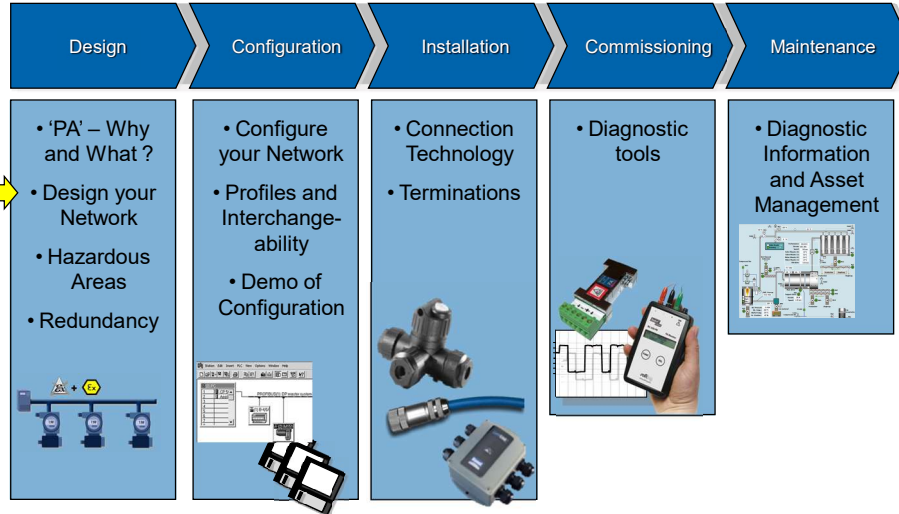 Design
Configuration
Installation
Commissioning
Maintenance
• ‘PA’ – Why
and What ?
• Design your
Network
• Hazardous
Areas
• Redundancy
Ex
• Configure
your Network
• Profiles and
Interchange-
ability
• Demo of
Configuration
• Connection
Technology
• Terminations
• Diagnostic
tools
• Diagnostic
Information
and Asset
Management